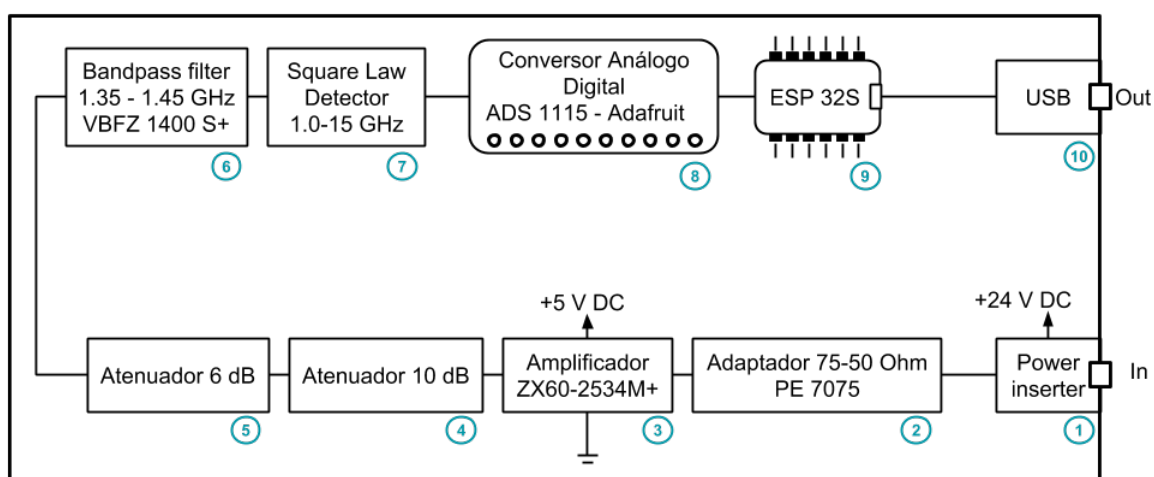 Bandpass filter
1.35 - 1.45 GHz
VBFZ 1400 S+
6
Square Law
Detector
1.0-15 GHz
7
Conversor Análogo
Digital
ADS 1115 - Adafruit
8
ESP 32S
9
USB
10
Out
Atenuador 6 dB
5
Atenuador 10 dB
4
+5 V DC
Amplificador
ZX60-2534M+
3
Adaptador 75-50 Ohm
PE 7075
2
+24 V DC
Power
inserter
1
In